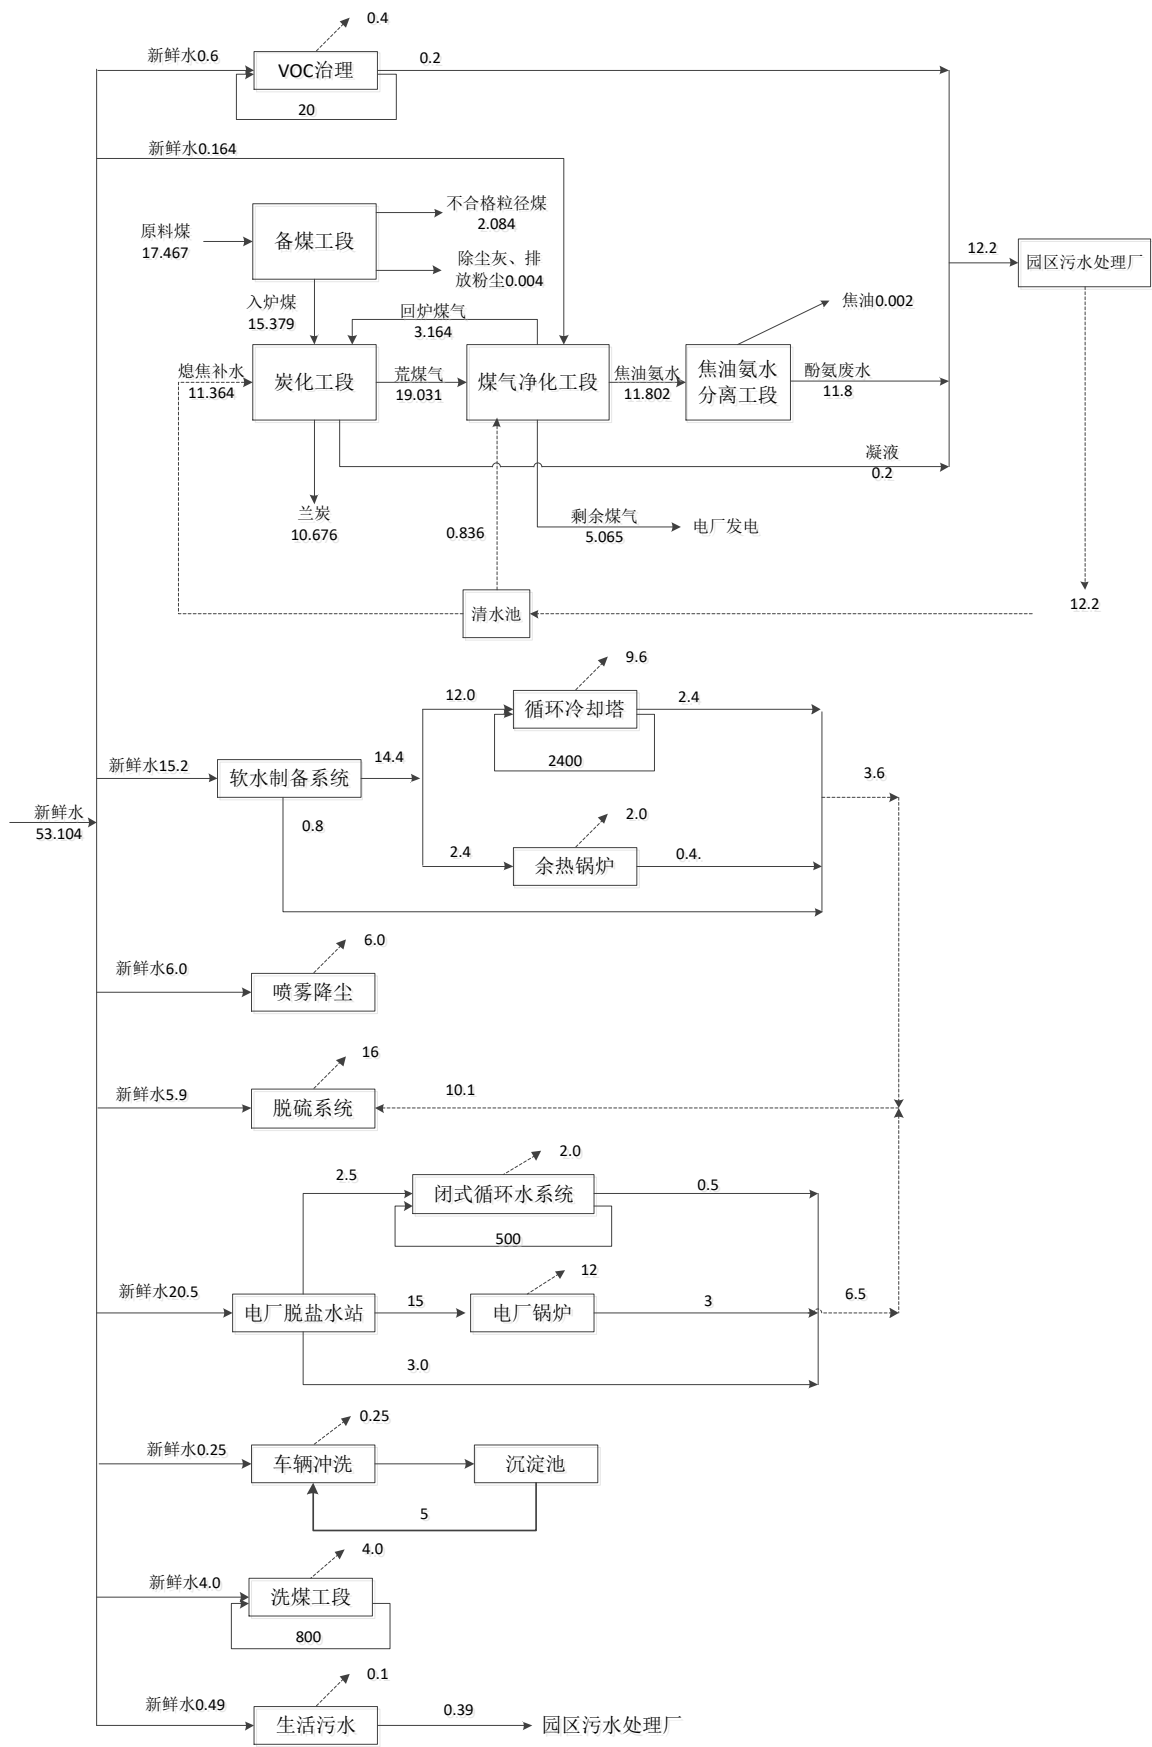 0.4
新鲜水0.6
0.2
VOC治理
20
新鲜水0.164
不合格粒径煤
2.084
原料煤
17.467
备煤工段
除尘灰、排
放粉尘0.004
12.2
园区污水处理厂
入炉煤
15.379
回炉煤气
3.164
焦油0.002
熄焦补水
11.364
炭化工段
荒煤气
19.031
煤气净化工段
焦油氨水
11.802
焦油氨水
分离工段
酚氨废水
11.8
凝液
0.2
兰炭
10.676
0.836
剩余煤气
5.065
电厂发电
清水池
12.2
9.6
12.0
循环冷却塔
2.4
2400
新鲜水15.2
软水制备系统
14.4
3.6
新鲜水
53.104
0.8
2.0
2.4
余热锅炉
0.4.
6.0
新鲜水6.0
喷雾降尘
16
新鲜水5.9
脱硫系统
10.1
2.0
2.5
闭式循环水系统
0.5
500
12
新鲜水20.5
电厂脱盐水站
15
电厂锅炉
3
6.5
3.0
0.25
新鲜水0.25
车辆冲洗
沉淀池
5
4.0
新鲜水4.0
洗煤工段
800
0.1
新鲜水0.49
生活污水
0.39
园区污水处理厂